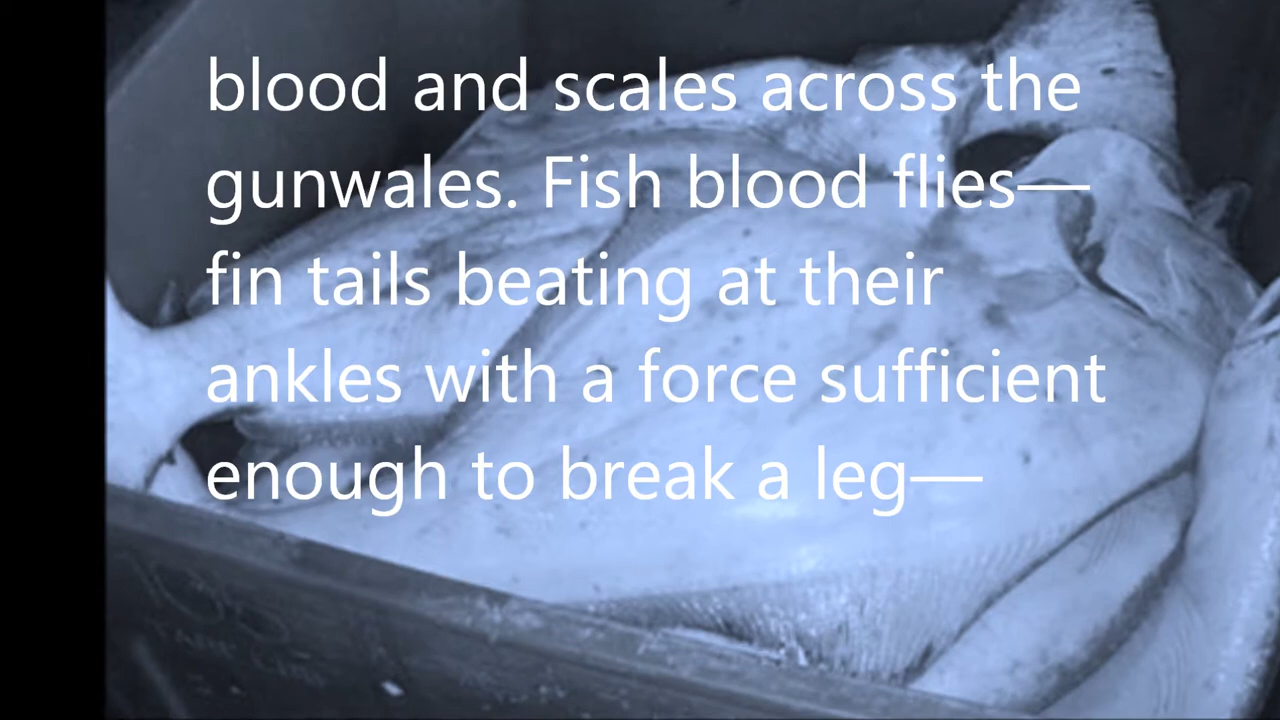 blood and scales across the
gunwales. Fish blood flies—
fin tails beating at their
ankles with a force sufficient
enough to break a leg—